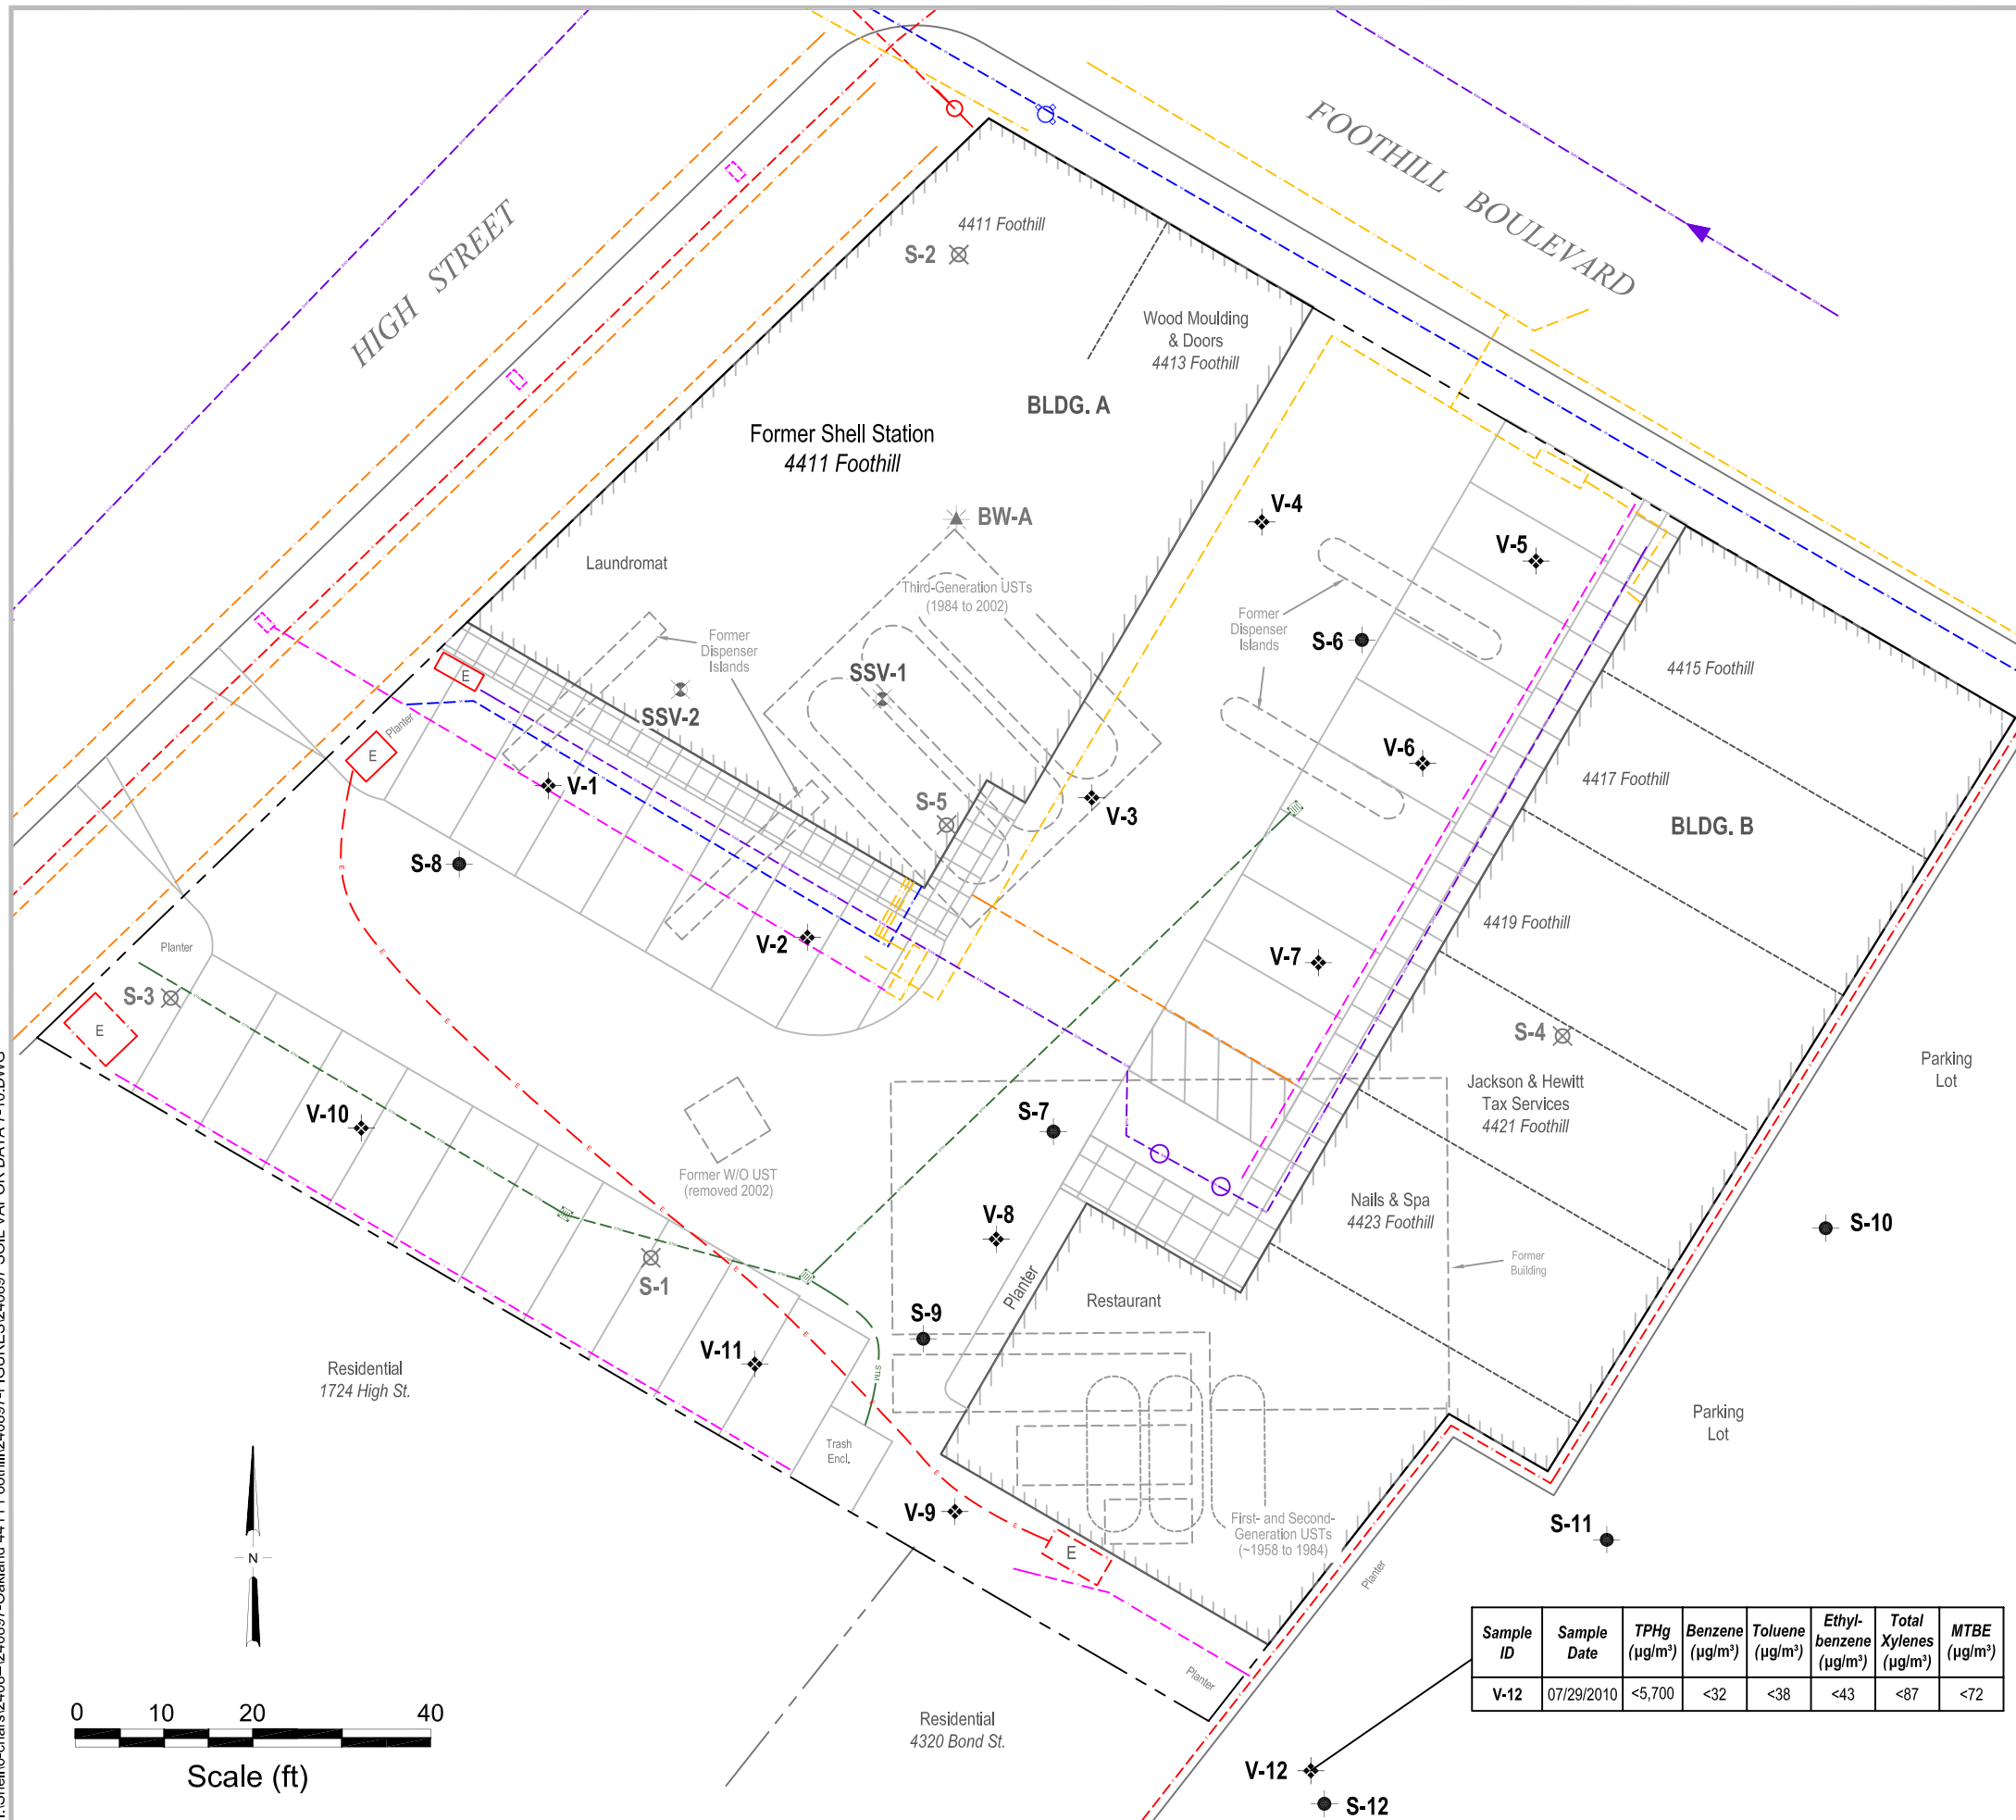 FOOTHILL BOULEVARD
HIGH STREET
4411 Foothill
S-2
Wood Moulding
& Doors
4413 Foothill
BLDG. A
Former Shell Station
4411 Foothill
BW-A
V-4
V-5
Laundromat
Third-Generation USTs
(1984 to 2002)
Former
Dispenser
Islands
Former
Dispenser
Islands
S-6
4415 Foothill
E
SSV-1
SSV-2
Planter
E
V-1
V-6
4417 Foothill
S-5
V-3
BLDG. B
S-8
V-2
4419 Foothill
V-7
Planter
S-3
E
S-4
Parking
Lot
Jackson & Hewitt
Tax Services
4421 Foothill
V-10
S-7
Former W/O UST
(removed 2002)
Nails & Spa
4423 Foothill
V-8
S-10
Former
Building
S-1
Planter
Restaurant
S-9
V-11
STM
Residential
1724 High St.
Parking
Lot
Trash
Encl.
V-9
First- and Second-
Generation USTs
(~1958 to 1984)
S-11
E
Planter
N
Planter
Sample ID Sample Date TPHg (µg/m³) Benzene (µg/m³) Toluene (µg/m³) Ethyl-benzene (µg/m³) Total Xylenes (µg/m³) MTBE (µg/m³)
V-12 07/29/2010 <5,700 <32 <38 <43 <87 <72
0 10 20 40
Scale (ft)
Residential
4320 Bond St.
V-12
S-12